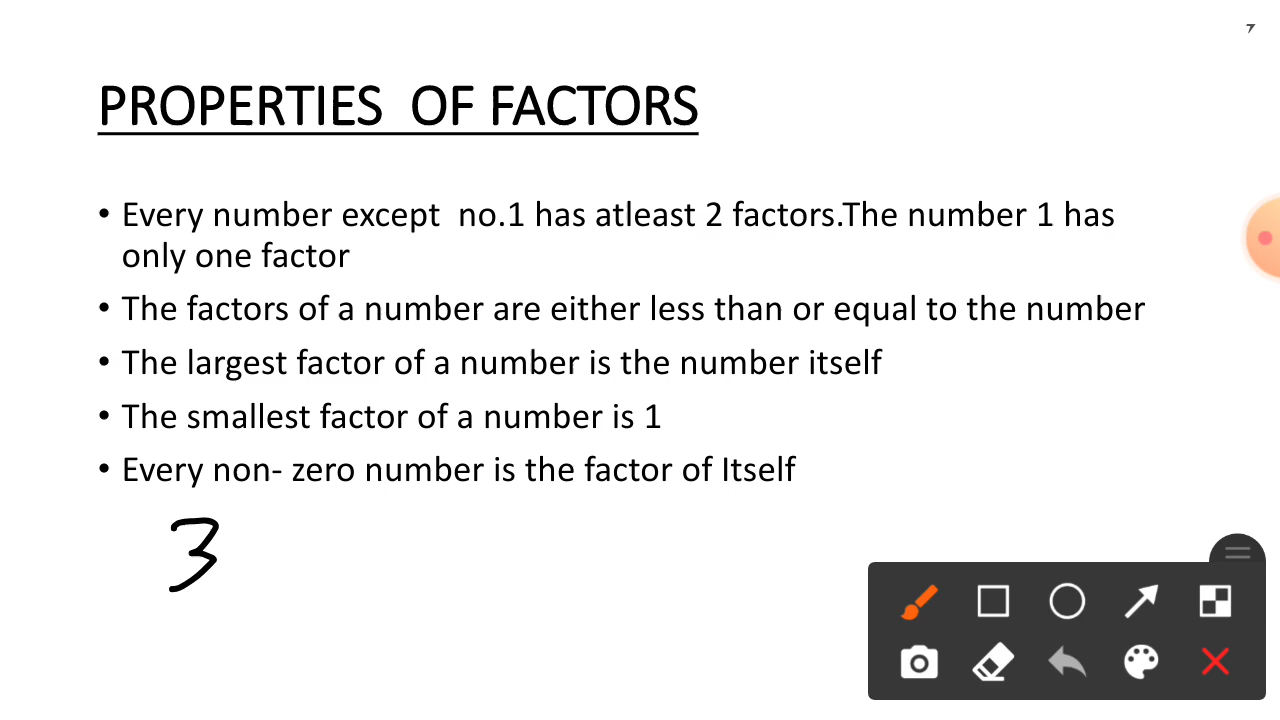 7
PROPERTIES OF FACTORS
• Every number except no.1 has atleast 2 factors.The number 1 has
only one factor
• The factors of a number are either less than or equal to the number
• The largest factor of a number is the number itself
• The smallest factor of a number is 1
• Every non- zero number is the factor of Itself
3